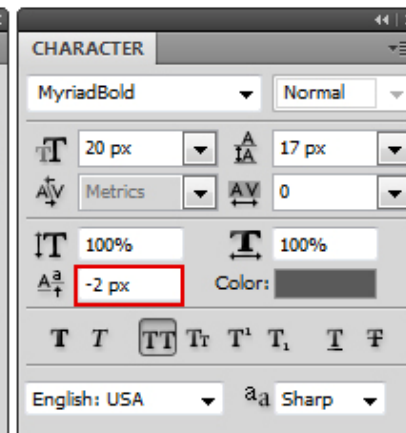 CHARACTER
MyriadBold Normal
20 px 17 px
Metrics 0
100% 100%
-2 px Color:
T T TT Tr T¹ T₁ T T
English: USA aa Sharp